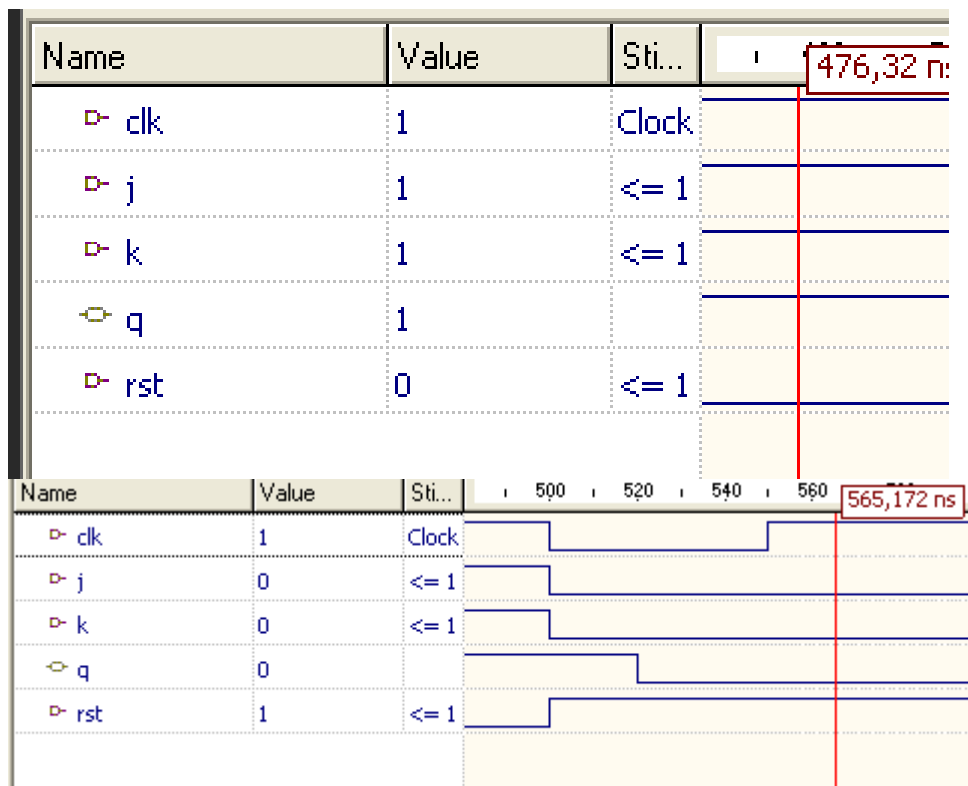 Name Value Sti...
476,32 n
clk 1 Clock
j 1 <= 1
k 1 <= 1
q 1
rst 0 <= 1
Name Value Sti... 500 520 540 560
565,172 ns
clk 1 Clock
j 0 <= 1
k 0 <= 1
q 0
rst 1 <= 1